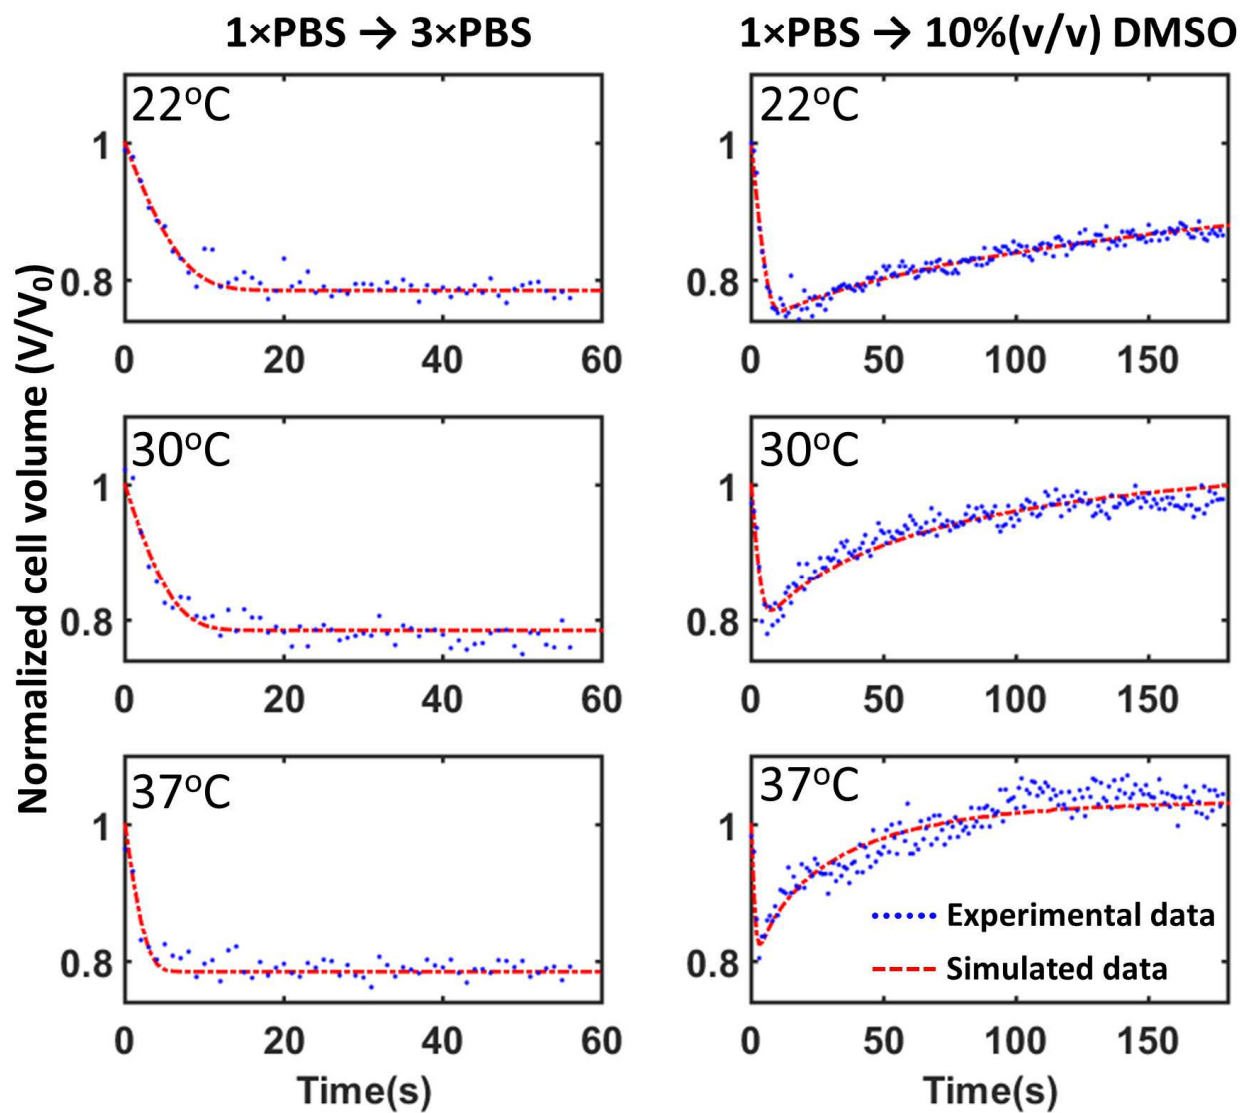 1×PBS → 3×PBS
1×PBS → 10%(v/v) DMSO
Normalized cell volume (V/V₀)
22°C
1
0.8
0 20 40 60
22°C
1
0.8
0 50 100 150
30°C
1
0.8
0 20 40 60
30°C
1
0.8
0 50 100 150
37°C
1
0.8
0 20 40 60
Time(s)
37°C
1
0.8
Experimental data
Simulated data
0 50 100 150
Time(s)